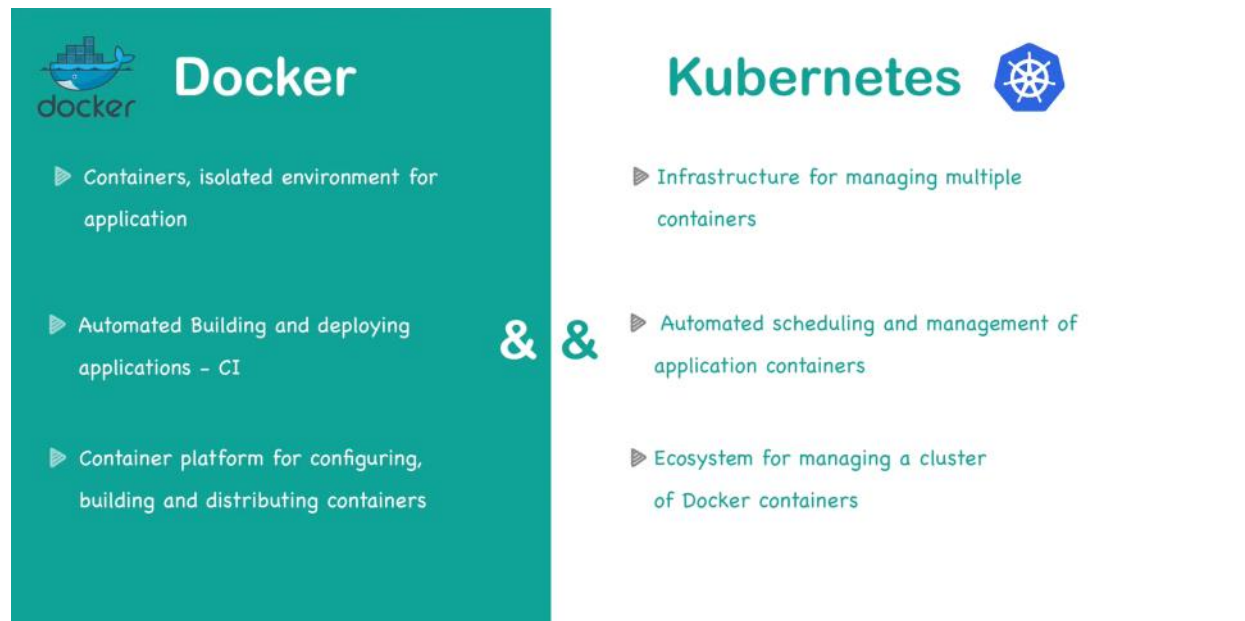 docker
Docker
Containers, isolated environment for
application
Automated Building and deploying
applications - CI
Container platform for configuring,
building and distributing containers
& &
Kubernetes
Infrastructure for managing multiple
containers
Automated scheduling and management of
application containers
Ecosystem for managing a cluster
of Docker containers